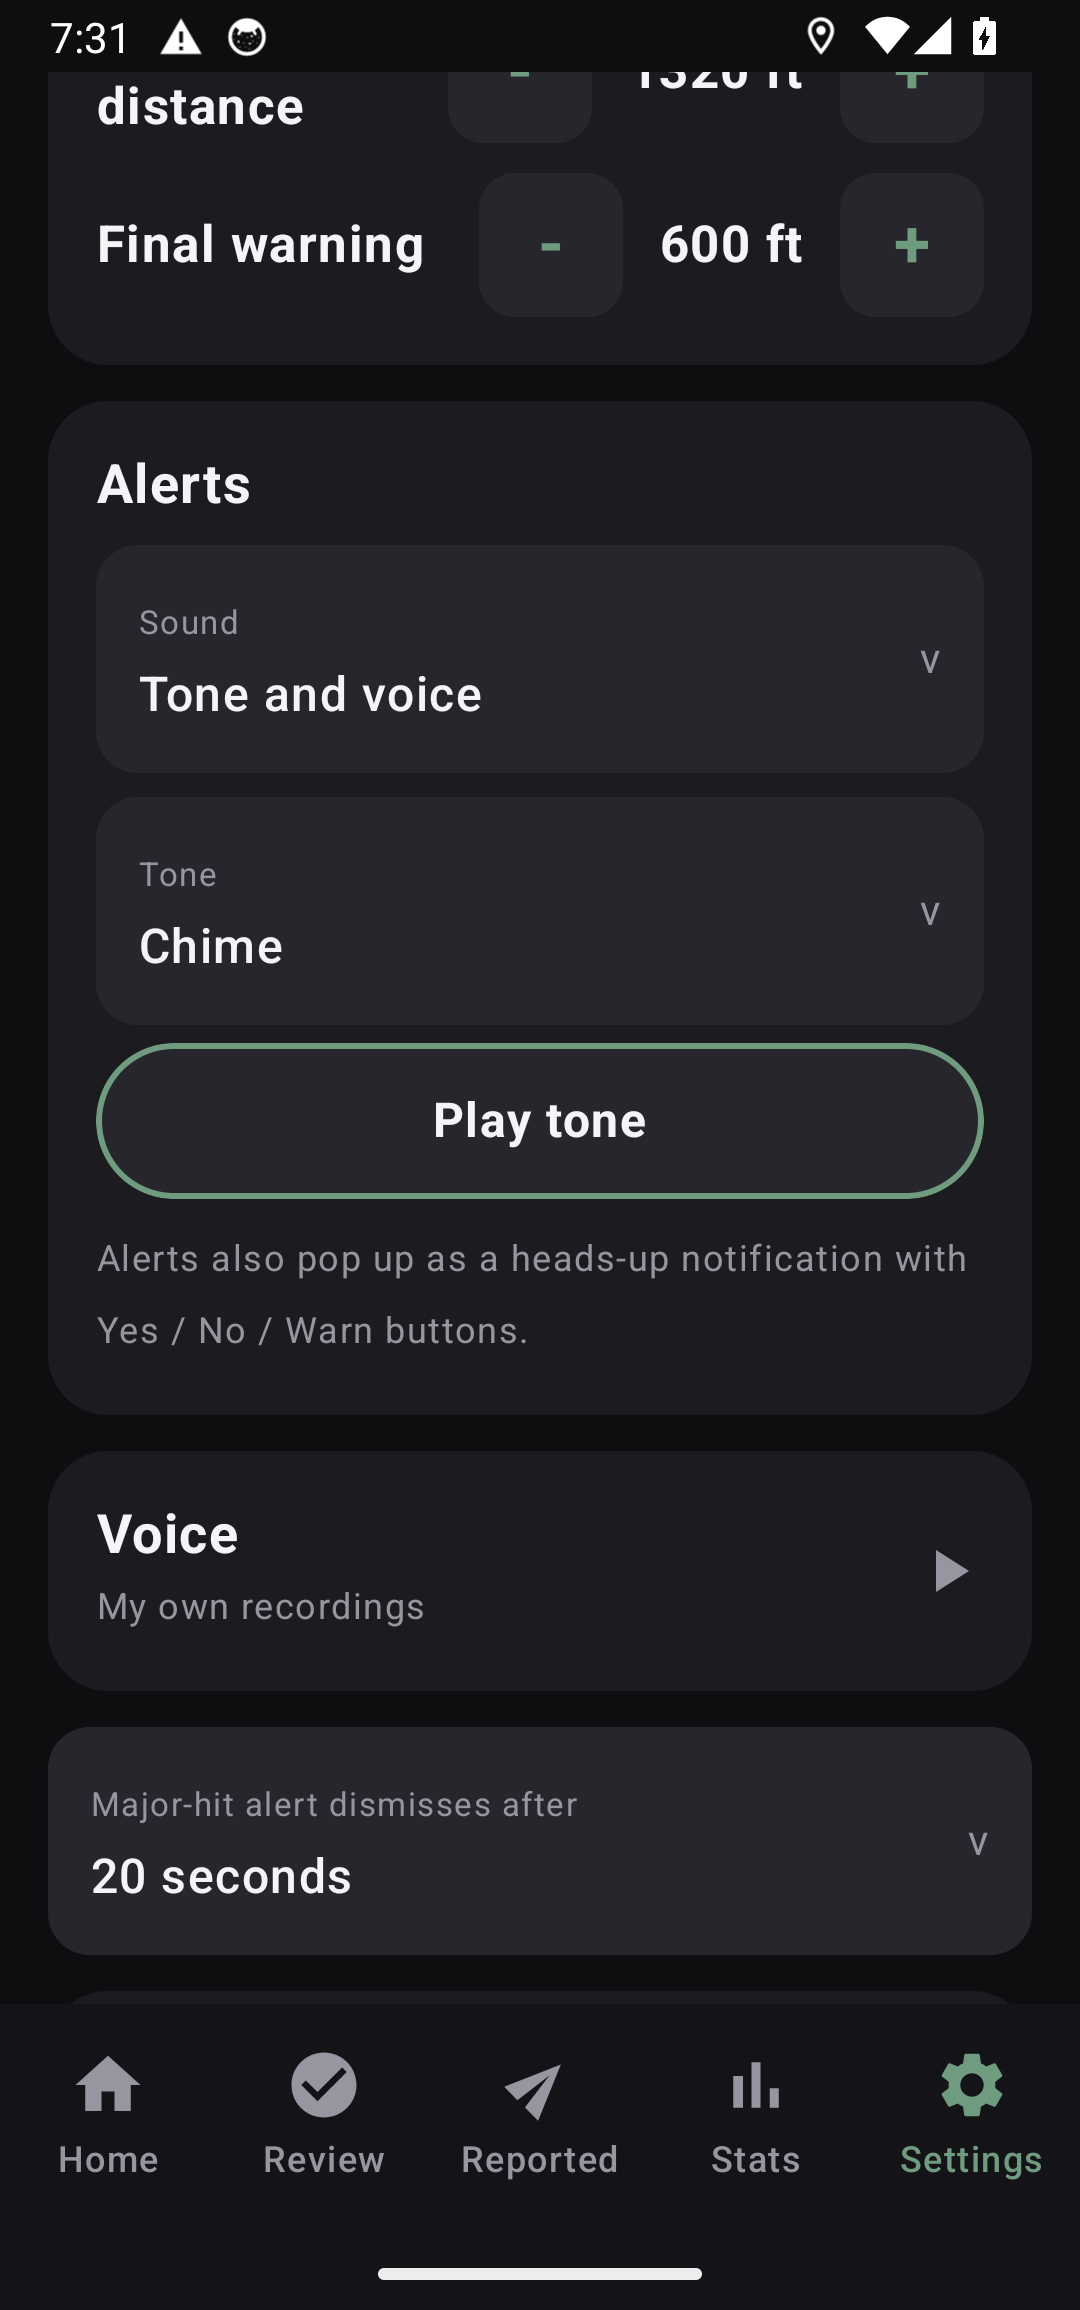 7:31
distance
- 1320 ft +
Final warning
- 600 ft +
Alerts
Sound
Tone and voice
v
Tone
Chime
v
Play tone
Alerts also pop up as a heads-up notification with
Yes / No / Warn buttons.
Voice
My own recordings
Major-hit alert dismisses after
20 seconds
v
Home
Review
Reported
Stats
Settings